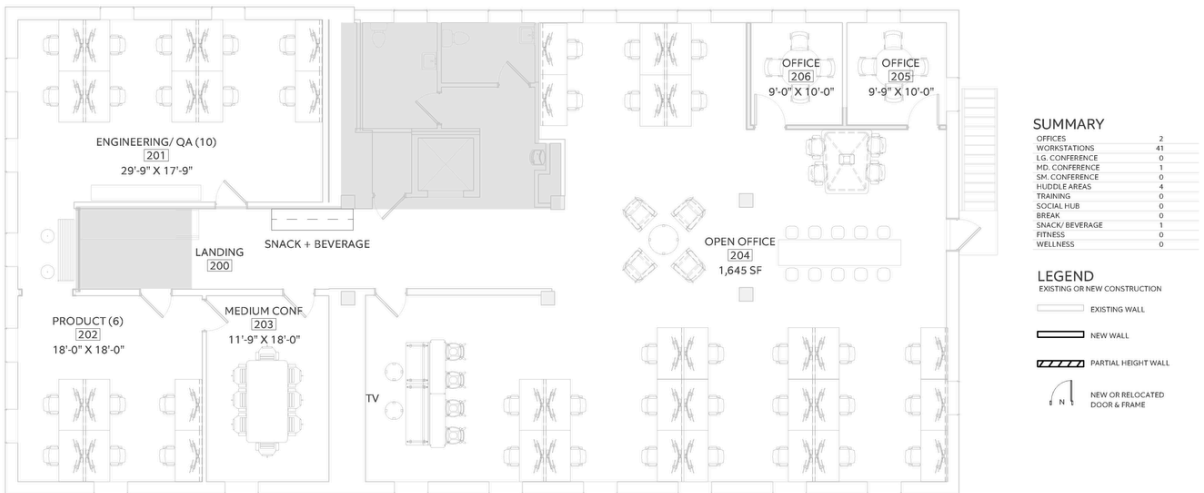 ENGINEERING/ QA (10)
201
29'-9" X 17'-9"
OFFICE
206
9'-0" X 10'-0"
OFFICE
205
9'-9" X 10'-0"
SNACK + BEVERAGE
LANDING
200
OPEN OFFICE
204
1,645 SF
PRODUCT (6)
202
18'-0" X 18'-0"
MEDIUM CONF
203
11'-9" X 18'-0"
TV
SUMMARY
OFFICES 2
WORKSTATIONS 41
LG. CONFERENCE 0
MD. CONFERENCE 1
SM. CONFERENCE 0
HUDDLE AREAS 4
TRAINING 0
SOCIAL HUB 0
BREAK 0
SNACK/ BEVERAGE 1
FITNESS 0
WELLNESS 0
LEGEND
EXISTING OR NEW CONSTRUCTION
EXISTING WALL
NEW WALL
PARTIAL HEIGHT WALL
N
NEW OR RELOCATED
DOOR & FRAME